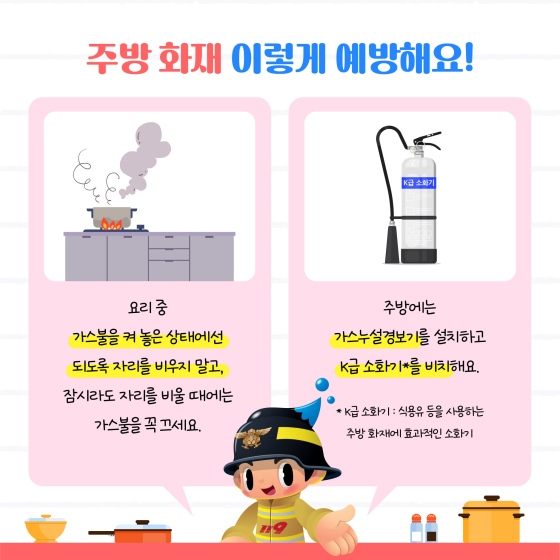 주방 화재 이렇게 예방해요!
K급 소화기
요리 중
가스불을 켜 놓은 상태에선
되도록 자리를 비우지 말고,
잠시라도 자리를 비울 때에는
가스불을 꼭 끄세요.
주방에는
가스누설경보기를 설치하고
K급 소화기*를 비치해요.
* K급 소화기 : 식용유 등을 사용하는
주방 화재에 효과적인 소화기
119